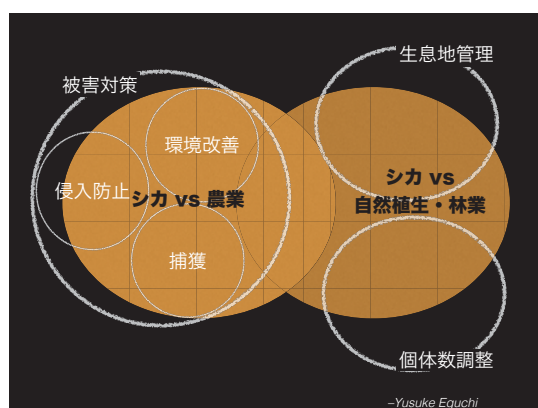 生息地管理
被害対策
環境改善
シカ vs
自然植生・林業
侵入防止
シカ vs 農業
捕獲
個体数調整
–Yusuke Eguchi